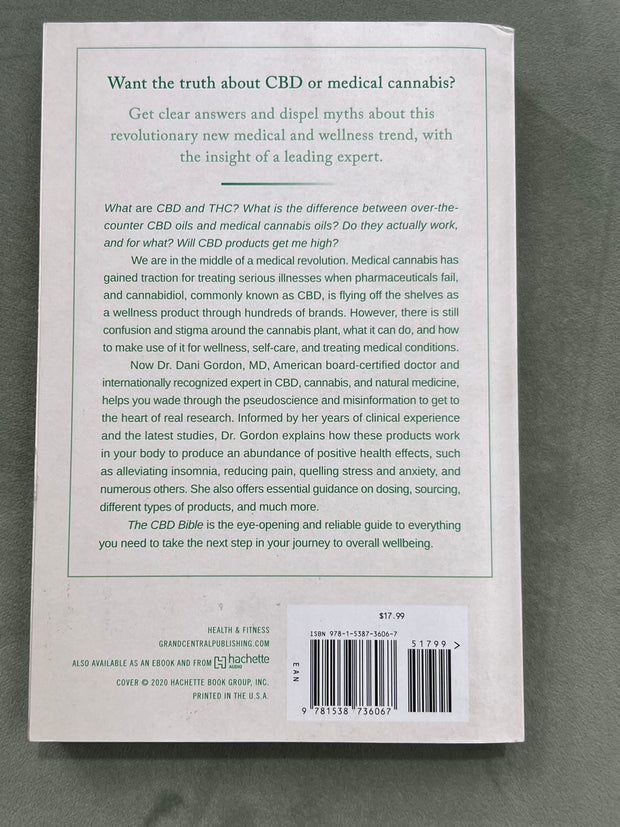 Want the truth about CBD or medical cannabis?
Get clear answers and dispel myths about this
revolutionary new medical and wellness trend, with
the insight of a leading expert.
What are CBD and THC? What is the difference between over-the-
counter CBD oils and medical cannabis oils? Do they actually work,
and for what? Will CBD products get me high?
We are in the middle of a medical revolution. Medical cannabis has
gained traction for treating serious illnesses when pharmaceuticals fail,
and cannabidiol, commonly known as CBD, is flying off the shelves as
a wellness product through hundreds of brands. However, there is still
confusion and stigma around the cannabis plant, what it can do, and how
to make use of it for wellness, self-care, and treating medical conditions.
Now Dr. Dani Gordon, MD, American board-certified doctor and
internationally recognized expert in CBD, cannabis, and natural medicine,
helps you wade through the pseudoscience and misinformation to get to
the heart of real research. Informed by her years of clinical experience
and the latest studies, Dr. Gordon explains how these products work
in your body to produce an abundance of positive health effects, such
as alleviating insomnia, reducing pain, quelling stress and anxiety, and
numerous others. She also offers essential guidance on dosing, sourcing,
different types of products, and much more.
The CBD Bible is the eye-opening and reliable guide to everything
you need to take the next step in your journey to overall wellbeing.
HEALTH & FITNESS
GRANDCENTRALPUBLISHING.COM
ALSO AVAILABLE AS AN EBOOK AND FROM hachette
AUDIO
COVER © 2020 HACHETTE BOOK GROUP, INC.
PRINTED IN THE U.S.A.
$17.99
ISBN 978-1-5387-3606-7
51799 >
EAN
9 781538 736067